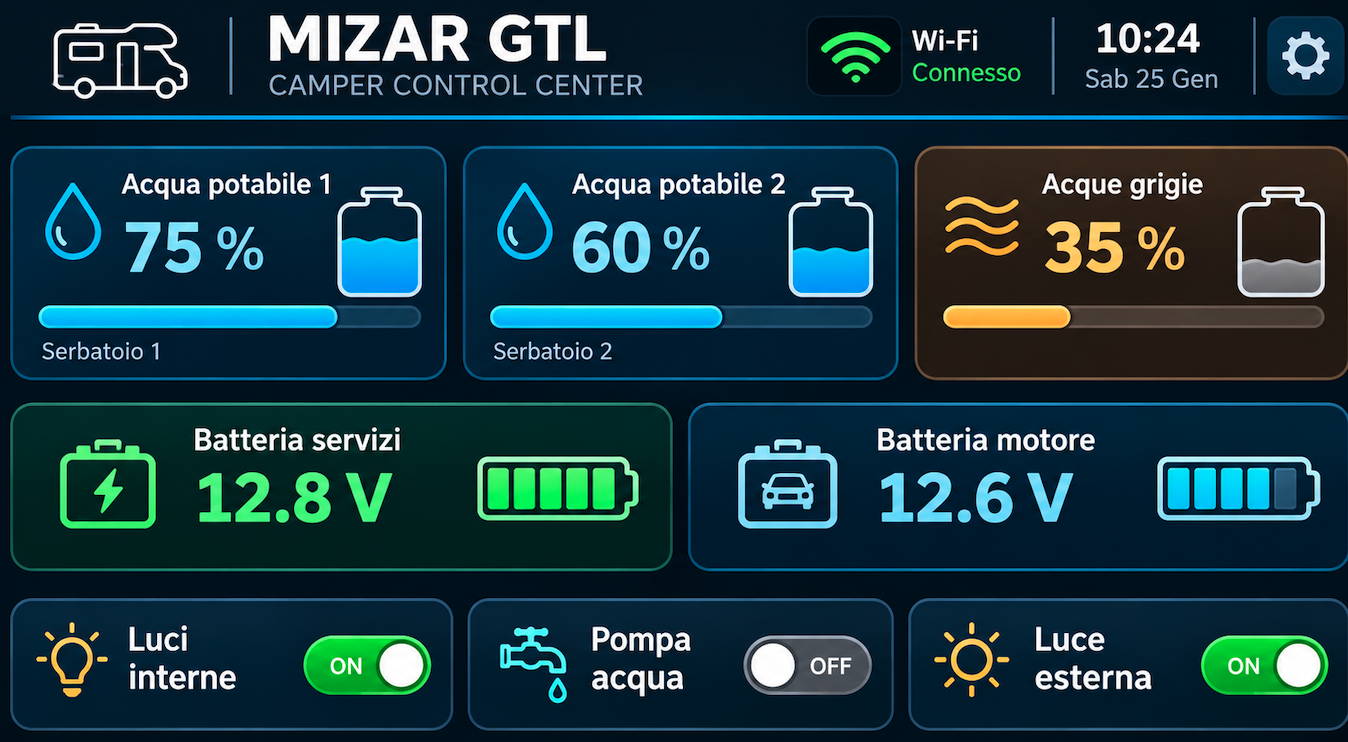 MIZAR GTL
CAMPER CONTROL CENTER
Wi-Fi
Connesso
10:24
Sab 25 Gen
Acqua potabile 1
75 %
Serbatoio 1
Acqua potabile 2
60 %
Serbatoio 2
Acque grigie
35 %
Batteria servizi
12.8 V
Batteria motore
12.6 V
Luci
interne
ON
Pompa
acqua
OFF
Luce
esterna
ON